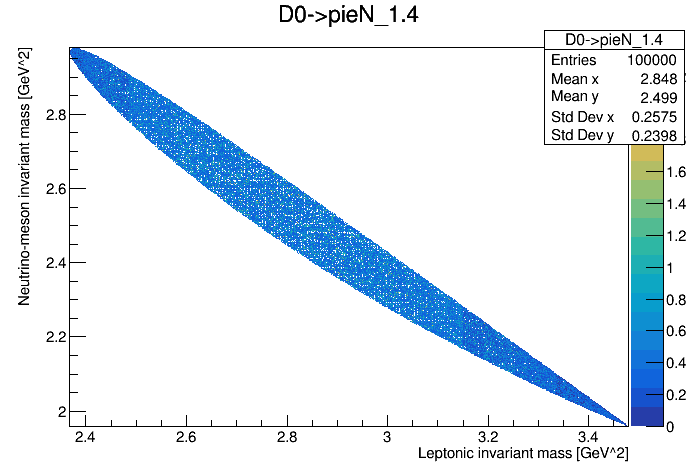 D0->pieN_1.4
D0->pieN_1.4
Entries 100000
Mean x 2.848
Mean y 2.499
Std Dev x 0.2575
Std Dev y 0.2398
Neutrino-meson invariant mass [GeV^2]
2.8
2.6
2.4
2.2
2
1.6
1.4
1.2
1
0.8
0.6
0.4
0.2
0
2.4 2.6 2.8 3 3.2 3.4
Leptonic invariant mass [GeV^2]